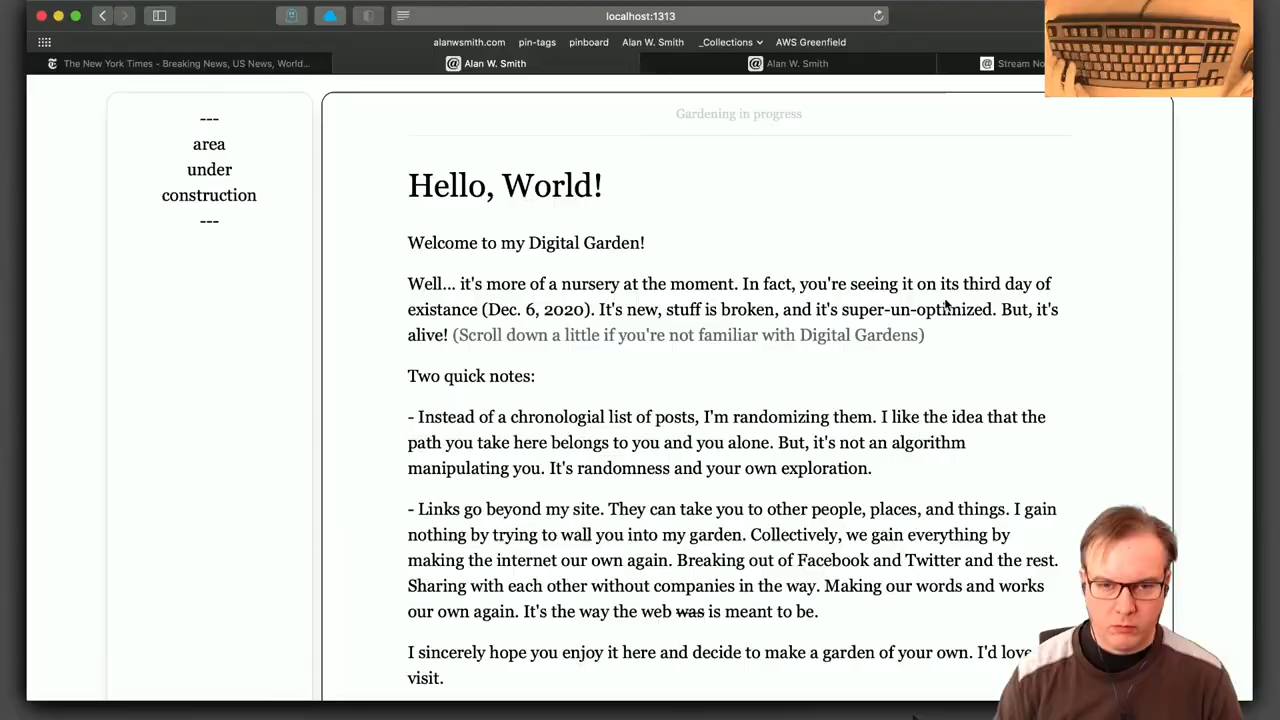 localhost:1313
alanwsmith.com pin-tags pinboard Alan W. Smith _Collections AWS Greenfield
The New York Times - Breaking News, US News, World... Alan W. Smith Alan W. Smith Stream No
Gardening in progress
---
area
under
construction
---
Hello, World!
Welcome to my Digital Garden!
Well... it's more of a nursery at the moment. In fact, you're seeing it on its third day of
existance (Dec. 6, 2020). It's new, stuff is broken, and it's super-un-optimized. But, it's
alive! (Scroll down a little if you're not familiar with Digital Gardens)
Two quick notes:
- Instead of a chronologial list of posts, I'm randomizing them. I like the idea that the
path you take here belongs to you and you alone. But, it's not an algorithm
manipulating you. It's randomness and your own exploration.
- Links go beyond my site. They can take you to other people, places, and things. I gain
nothing by trying to wall you into my garden. Collectively, we gain everything by
making the internet our own again. Breaking out of Facebook and Twitter and the rest.
Sharing with each other without companies in the way. Making our words and works
our own again. It's the way the web was is meant to be.
I sincerely hope you enjoy it here and decide to make a garden of your own. I'd love
visit.